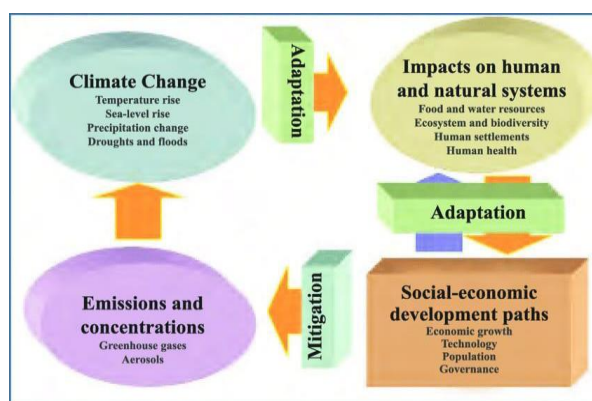 Climate Change
Temperature rise
Sea-level rise
Precipitation change
Droughts and floods
Adaptation
Impacts on human
and natural systems
Food and water resources
Ecosystem and biodiversity
Human settlements
Human health
Adaptation
Social-economic
development paths
Economic growth
Technology
Population
Governance
Mitigation
Emissions and
concentrations
Greenhouse gases
Aerosols